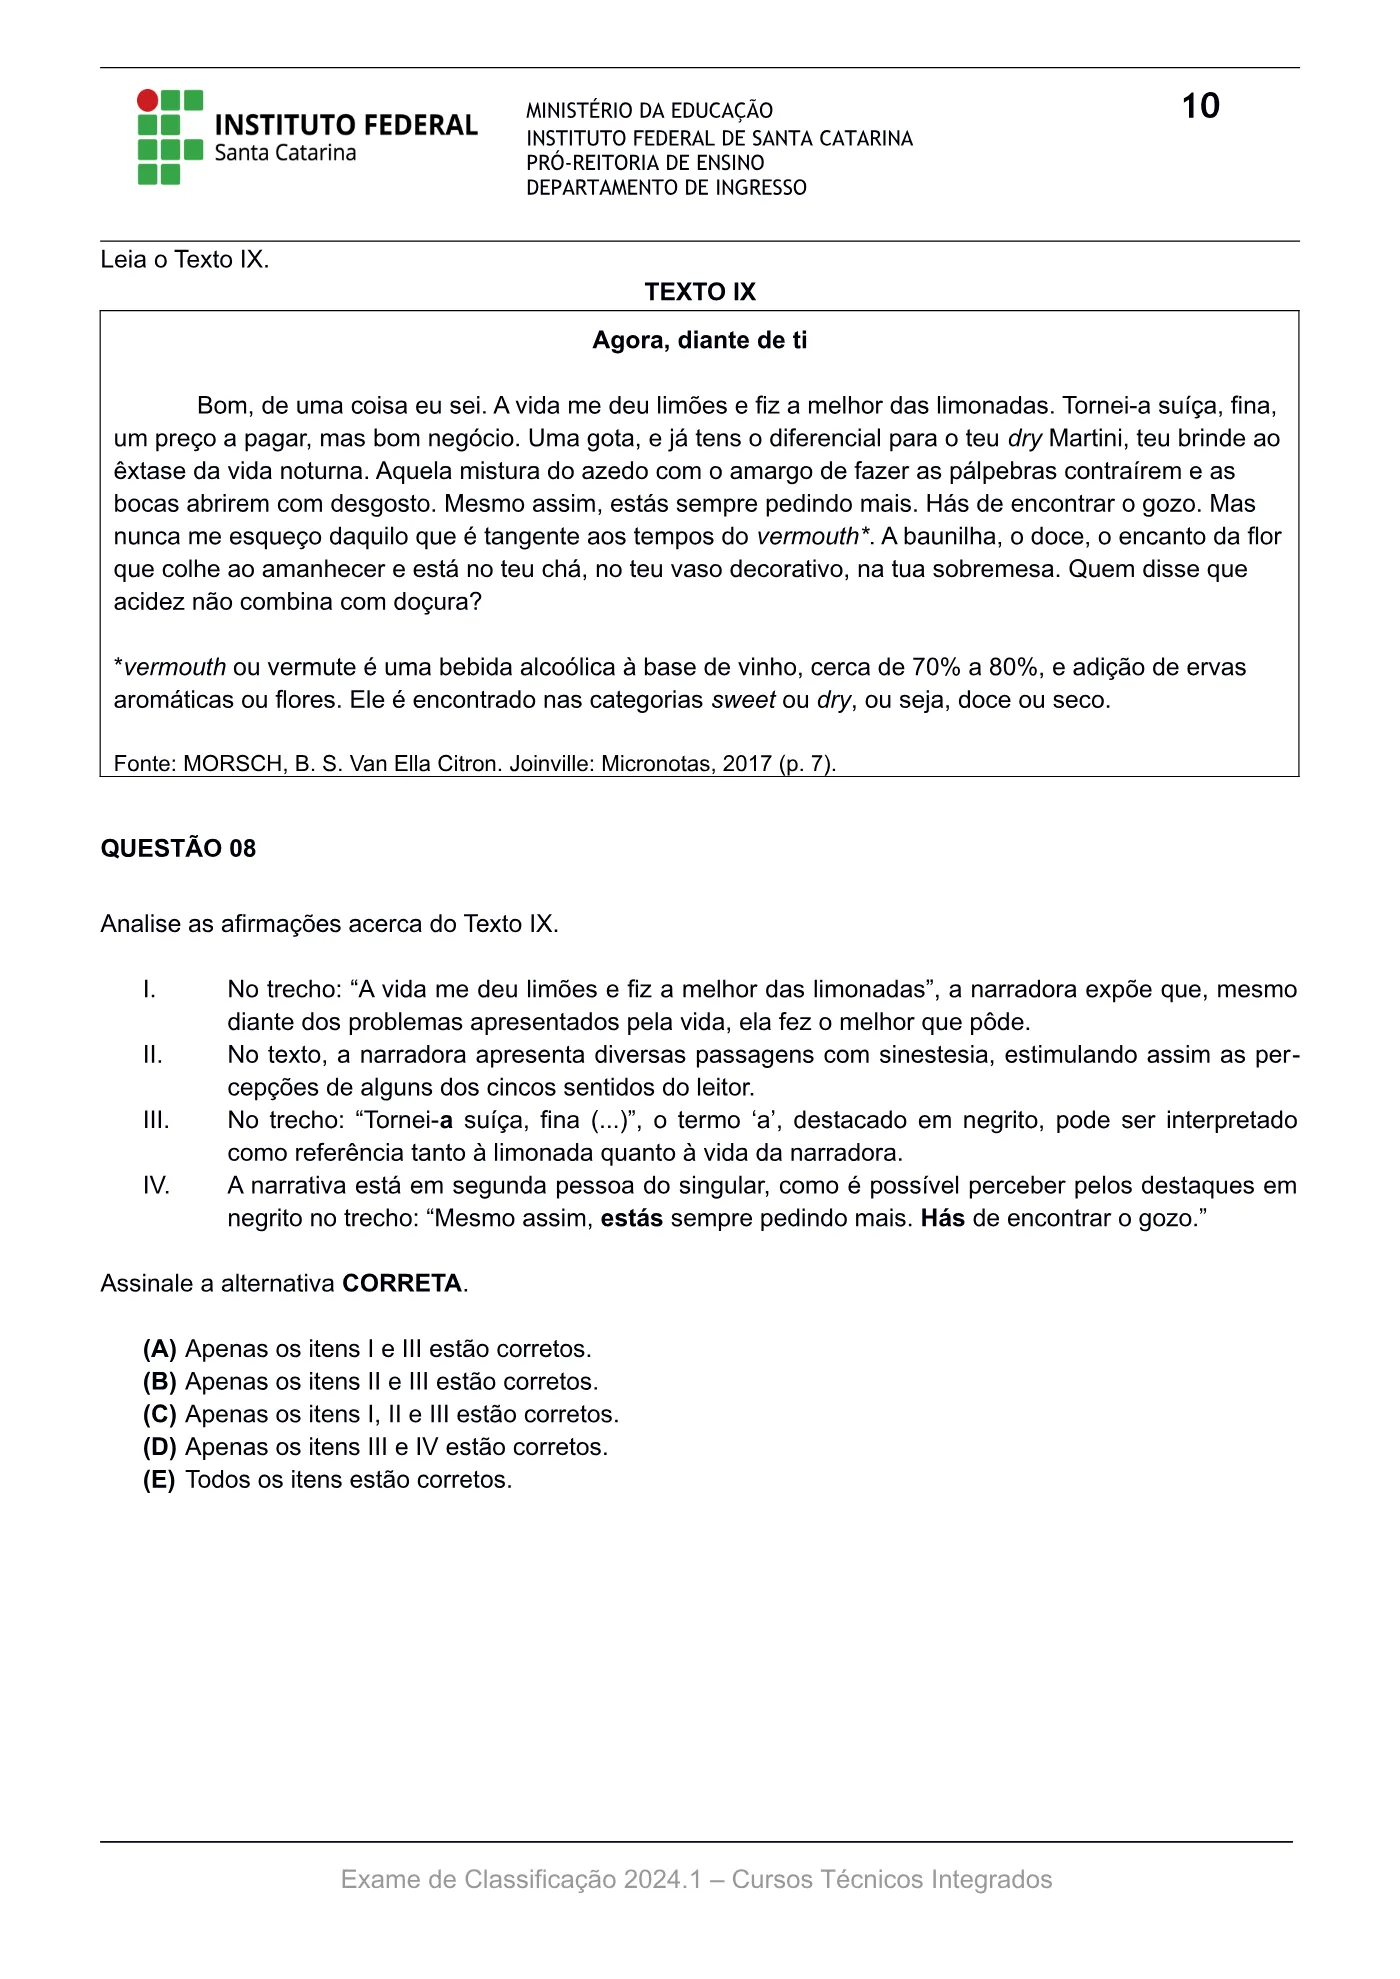 INSTITUTO FEDERAL
Santa Catarina
MINISTÉRIO DA EDUCAÇÃO
INSTITUTO FEDERAL DE SANTA CATARINA
PRÓ-REITORIA DE ENSINO
DEPARTAMENTO DE INGRESSO
10
Leia o Texto IX.
TEXTO IX
Agora, diante de ti
Bom, de uma coisa eu sei. A vida me deu limões e fiz a melhor das limonadas. Tornei-a suíça, fina,
um preço a pagar, mas bom negócio. Uma gota, e já tens o diferencial para o teu dry Martini, teu brinde ao
êxtase da vida noturna. Aquela mistura do azedo com o amargo de fazer as pálpebras contraírem e as
bocas abrirem com desgosto. Mesmo assim, estás sempre pedindo mais. Hás de encontrar o gozo. Mas
nunca me esqueço daquilo que é tangente aos tempos do vermouth*. A baunilha, o doce, o encanto da flor
que colhe ao amanhecer e está no teu chá, no teu vaso decorativo, na tua sobremesa. Quem disse que
acidez não combina com doçura?
*vermouth ou vermute é uma bebida alcoólica à base de vinho, cerca de 70% a 80%, e adição de ervas
aromáticas ou flores. Ele é encontrado nas categorias sweet ou dry, ou seja, doce ou seco.
Fonte: MORSCH, B. S. Van Ella Citron. Joinville: Micronotas, 2017 (p. 7).
QUESTÃO 08
Analise as afirmações acerca do Texto IX.
I. No trecho: “A vida me deu limões e fiz a melhor das limonadas”, a narradora expõe que, mesmo
diante dos problemas apresentados pela vida, ela fez o melhor que pôde.
II. No texto, a narradora apresenta diversas passagens com sinestesia, estimulando assim as per-
cepções de alguns dos cincos sentidos do leitor.
III. No trecho: “Tornei-a suíça, fina (...)”, o termo ‘a’, destacado em negrito, pode ser interpretado
como referência tanto à limonada quanto à vida da narradora.
IV. A narrativa está em segunda pessoa do singular, como é possível perceber pelos destaques em
negrito no trecho: “Mesmo assim, estás sempre pedindo mais. Hás de encontrar o gozo.”
Assinale a alternativa CORRETA.
(A) Apenas os itens I e III estão corretos.
(B) Apenas os itens II e III estão corretos.
(C) Apenas os itens I, II e III estão corretos.
(D) Apenas os itens III e IV estão corretos.
(E) Todos os itens estão corretos.
Exame de Classificação 2024.1 – Cursos Técnicos Integrados